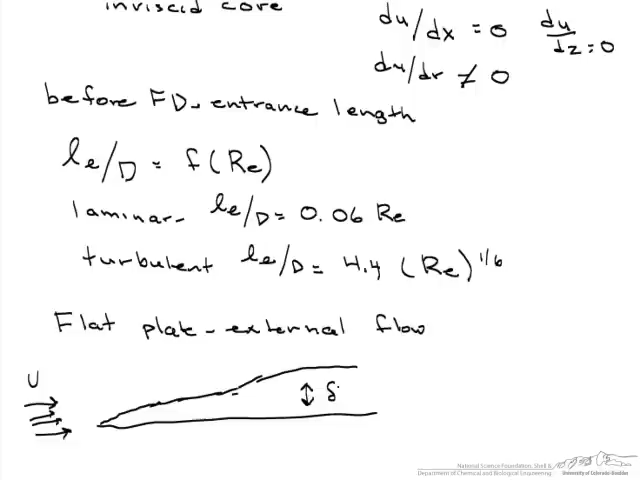 inviscid core
du/dx = 0 du/dz = 0
du/dr ≠ 0
before FD - entrance length
le/D = f(Re)
laminar - le/D = 0.06 Re
turbulent le/D = 4.4 (Re)^1/6
Flat plate - external flow
U
δ
National Science Foundation, Shell &
Department of Chemical and Biological Engineering
University of Colorado Boulder